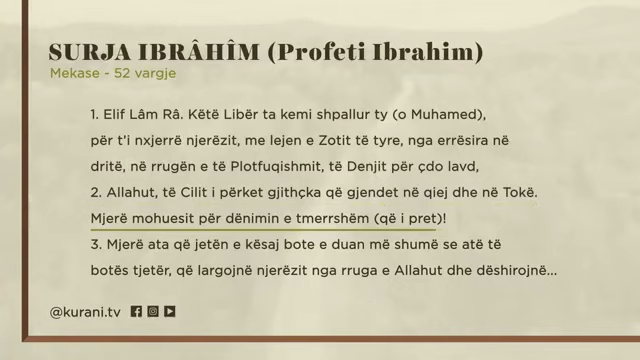 SURJA IBRÂHÎM (Profeti Ibrahim)
Mekase - 52 vargje
1. Elif Lâm Râ. Këtë Libër ta kemi shpallur ty (o Muhamed),
për t'i nxjerrë njerëzit, me lejen e Zotit të tyre, nga errësira në
dritë, në rrugën e të Plotfuqishmit, të Denjit për çdo lavd,
2. Allahut, të Cilit i përket gjithçka që gjendet në qiej dhe në Tokë.
Mjerë mohuesit për dënimin e tmerrshëm (që i pret)!
3. Mjerë ata që jetën e kësaj bote e duan më shumë se atë të
botës tjetër, që largojnë njerëzit nga rruga e Allahut dhe dëshirojnë...
@kurani.tv